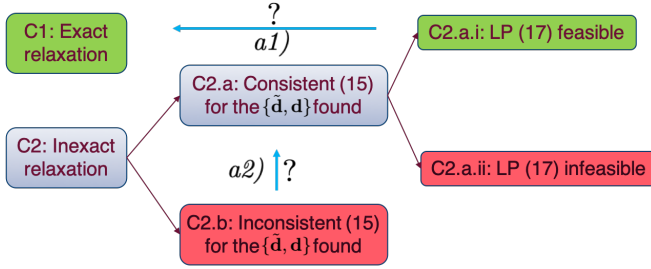 C1: Exact
relaxation
?
a1)
C2.a.i: LP (17) feasible
C2.a: Consistent (15)
for the {d̃, d} found
C2: Inexact
relaxation
a2)
?
C2.a.ii: LP (17) infeasible
C2.b: Inconsistent (15)
for the {d̃, d} found